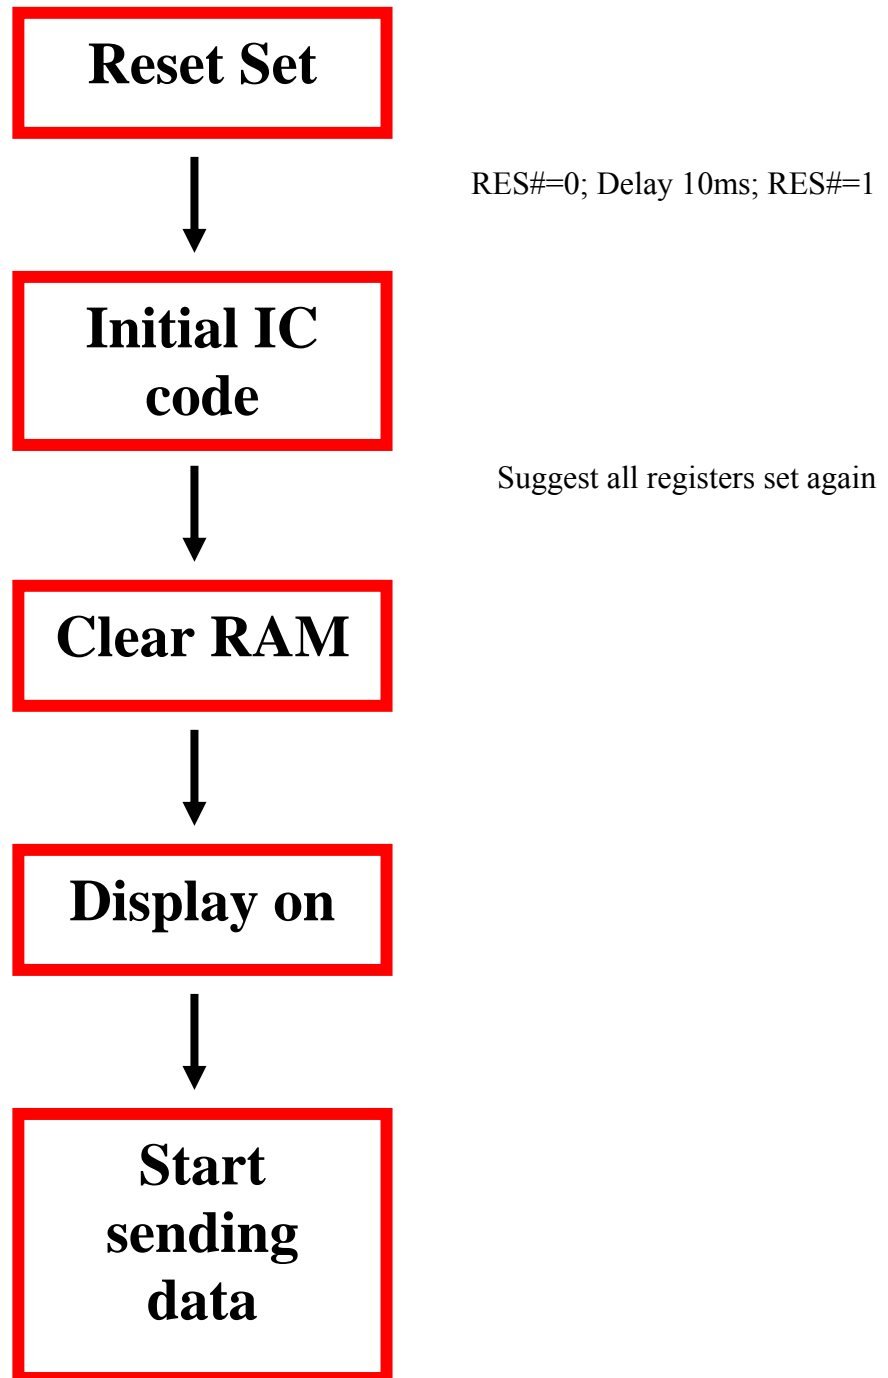 Reset Set
RES#=0; Delay 10ms; RES#=1
Initial IC
code
Suggest all registers set again
Clear RAM
Display on
Start
sending
data